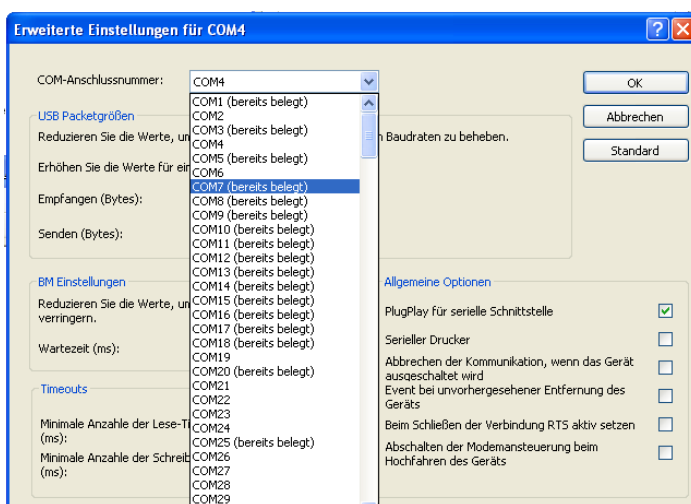 Erweiterte Einstellungen für COM4
COM-Anschlussnummer:
COM4
OK
Abbrechen
Standard
COM1 (bereits belegt)
COM2
COM3 (bereits belegt)
COM4
COM5 (bereits belegt)
COM6
COM7 (bereits belegt)
COM8 (bereits belegt)
COM9 (bereits belegt)
COM10 (bereits belegt)
COM11 (bereits belegt)
COM12 (bereits belegt)
COM13 (bereits belegt)
COM14 (bereits belegt)
COM15 (bereits belegt)
COM16 (bereits belegt)
COM17 (bereits belegt)
COM18 (bereits belegt)
COM19
COM20 (bereits belegt)
COM21
COM22
COM23
COM24
COM25 (bereits belegt)
COM26
COM27
COM28
COM29
USB Packetgrößen
Reduzieren Sie die Werte, um
n Baudraten zu beheben.
Erhöhen Sie die Werte für ein
Empfangen (Bytes):
Senden (Bytes):
BM Einstellungen
Reduzieren Sie die Werte, um
verringern.
Wartezeit (ms):
Timeouts
Minimale Anzahle der Lese-Ti
(ms):
Minimale Anzahle der Schreib
(ms):
Allgemeine Optionen
PlugPlay für serielle Schnittstelle
Serieller Drucker
Abbrechen der Kommunikation, wenn das Gerät
ausgeschaltet wird
Event bei unvorhergesehener Entfernung des
Geräts
Beim Schließen der Verbindung RTS aktiv setzen
Abschalten der Modemansteuerung beim
Hochfahren des Geräts